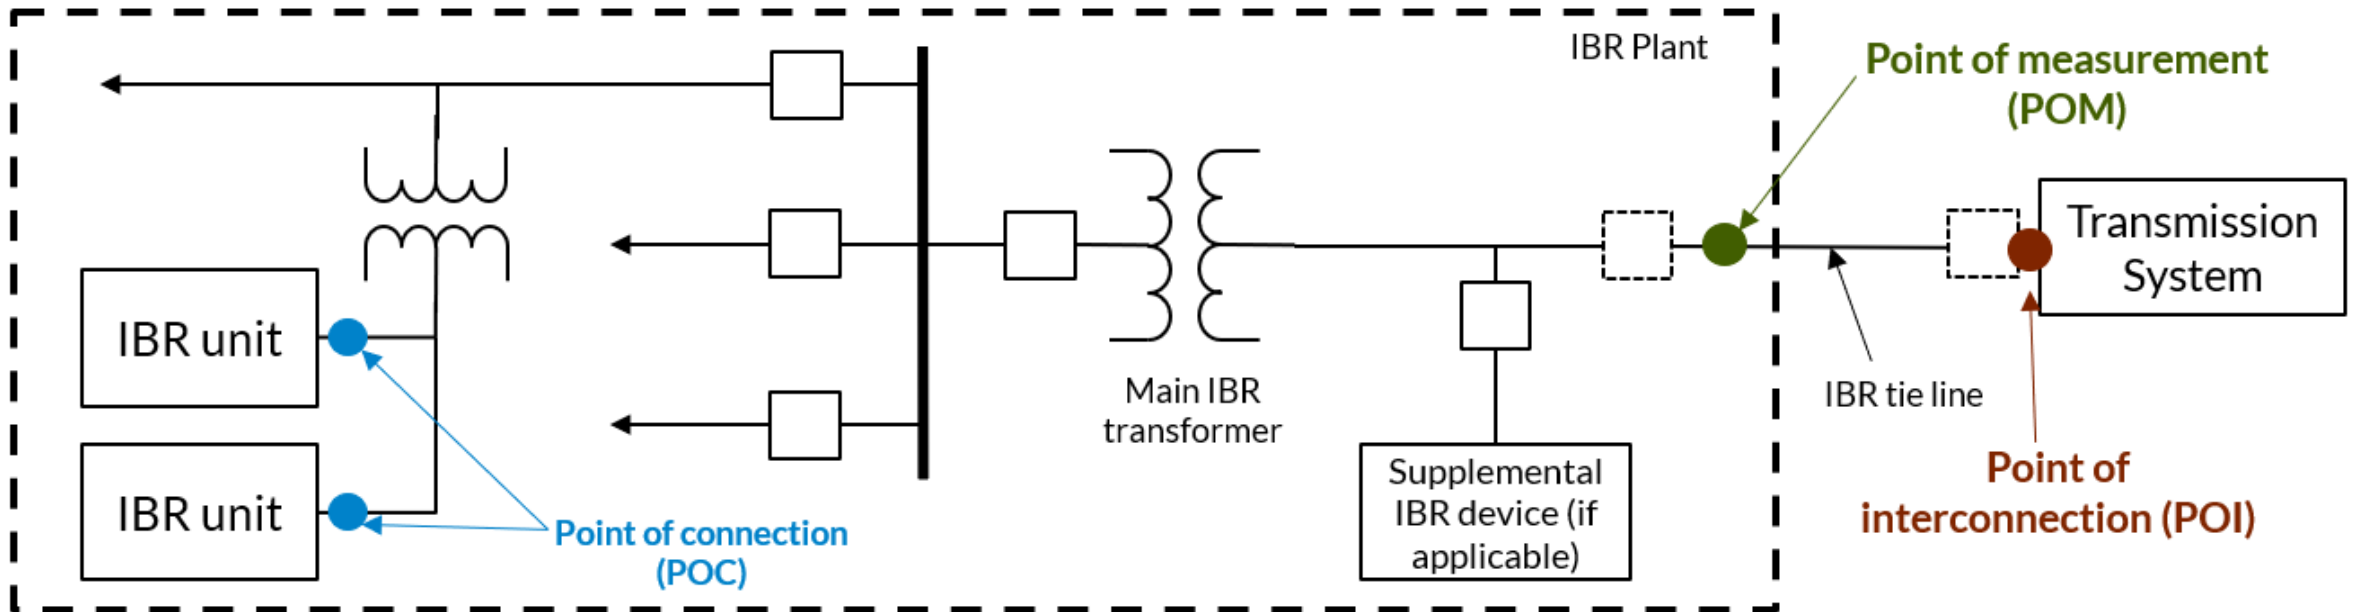 IBR Plant
Point of measurement
(POM)
Transmission
System
IBR unit
IBR unit
Point of connection
(POC)
Main IBR
transformer
Supplemental
IBR device (if
applicable)
IBR tie line
Point of
interconnection (POI)